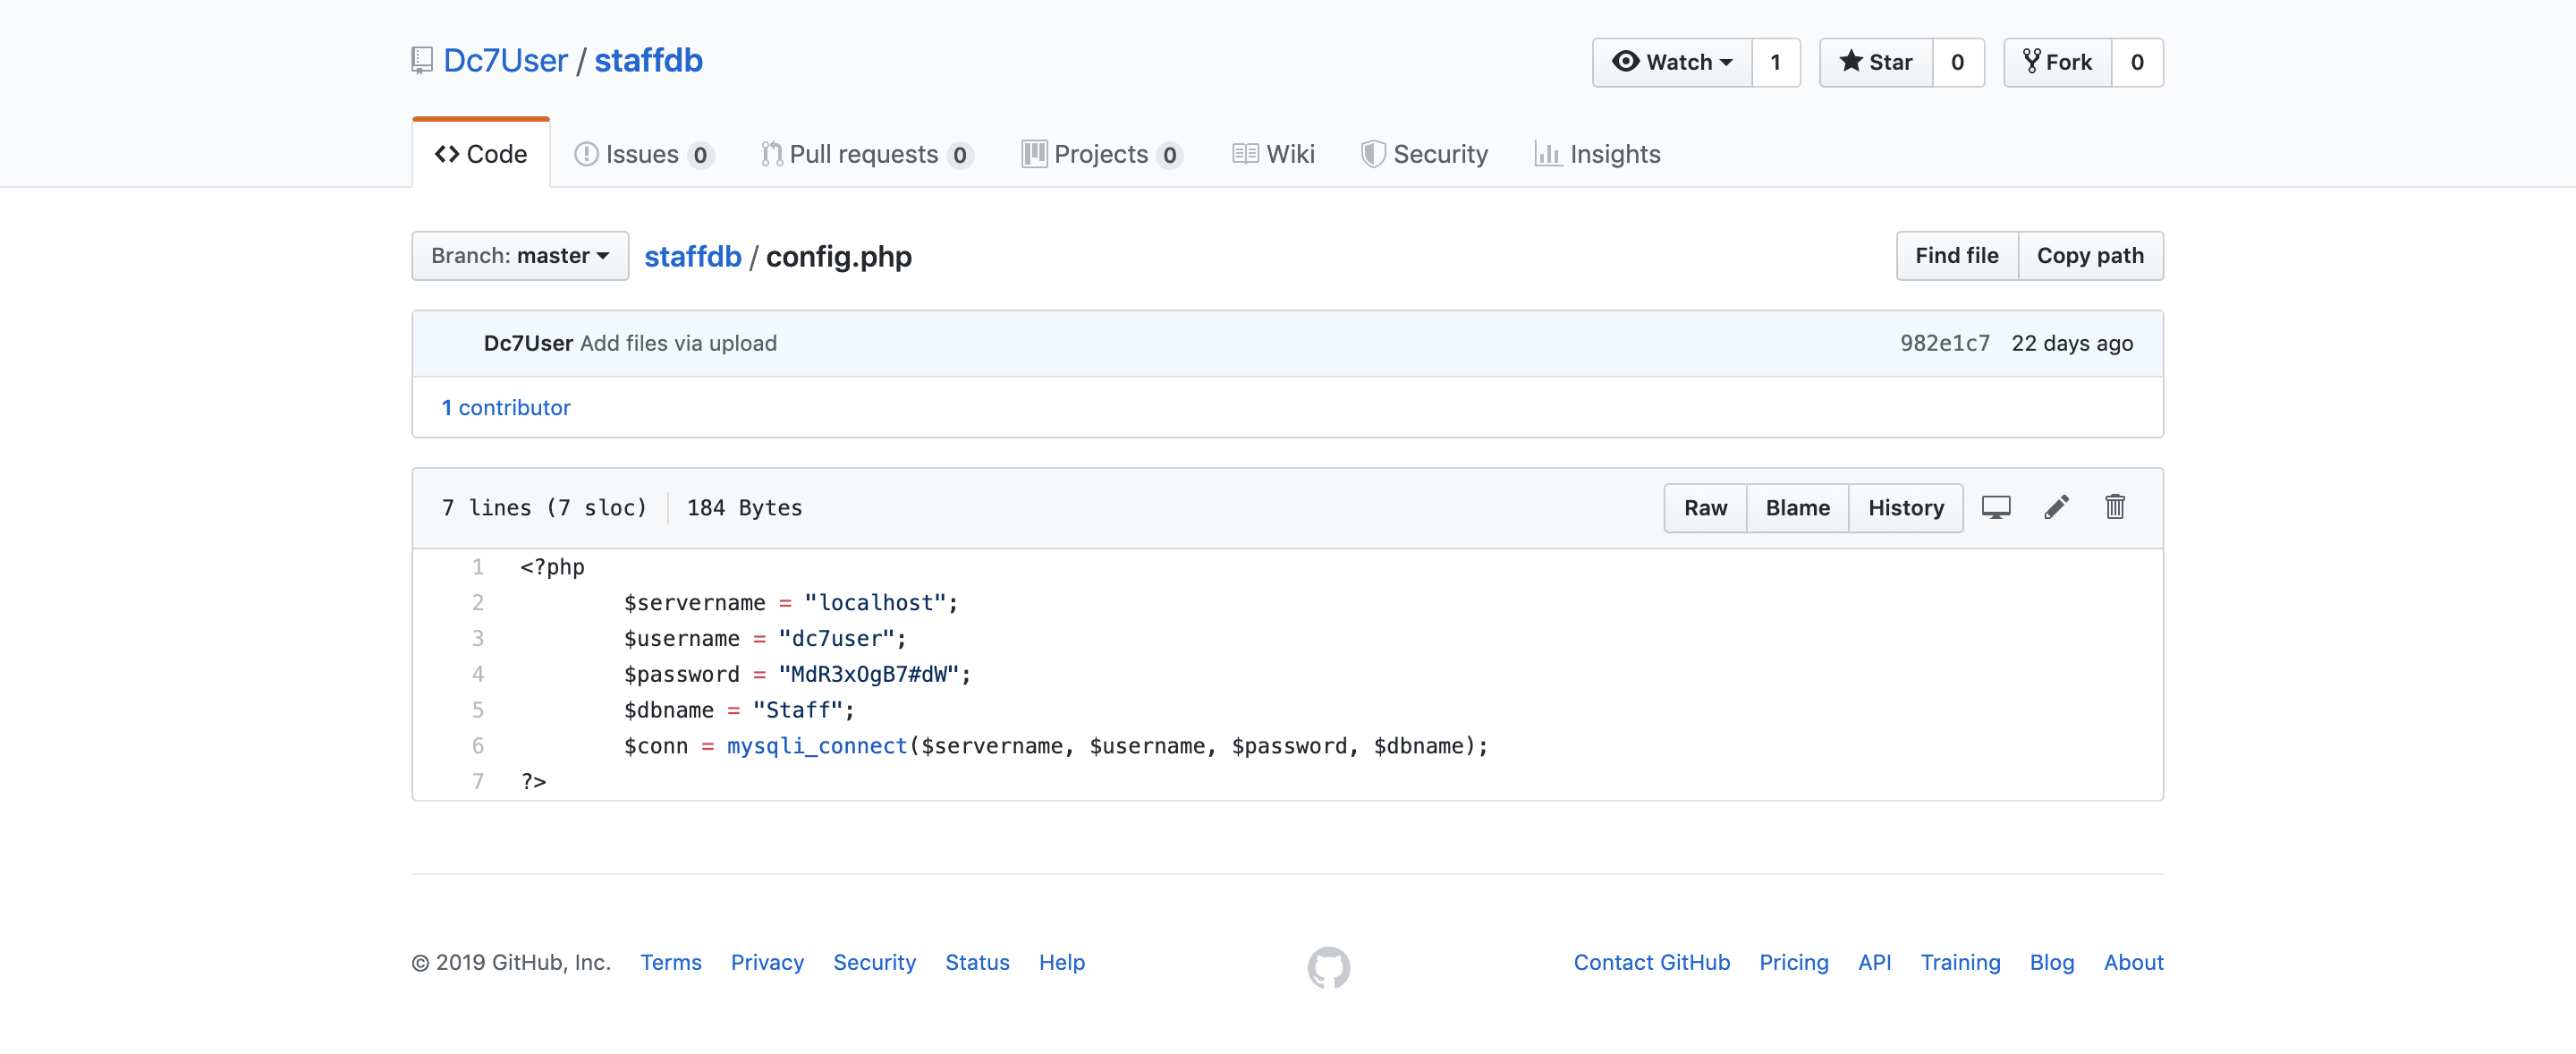 Dc7User / staffdb
Watch 1 Star 0 Fork 0
Code Issues 0 Pull requests 0 Projects 0 Wiki Security Insights
Branch: master staffdb / config.php Find file Copy path
Dc7User Add files via upload 982e1c7 22 days ago
1 contributor
7 lines (7 sloc) 184 Bytes Raw Blame History
1 <?php
2 $servername = "localhost";
3 $username = "dc7user";
4 $password = "MdR3xOgB7#dW";
5 $dbname = "Staff";
6 $conn = mysqli_connect($servername, $username, $password, $dbname);
7 ?>
© 2019 GitHub, Inc. Terms Privacy Security Status Help Contact GitHub Pricing API Training Blog About